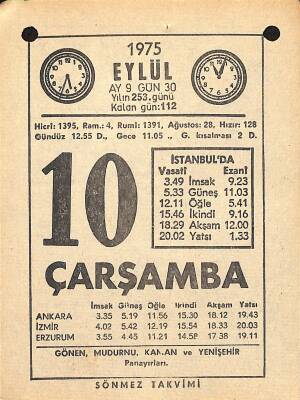 1975
EYLÜL
AY 9 GÜN 30
Yılın 253. günü
Kalan gün: 112
Hicrî: 1395, Ram.: 4, Rumî: 1391, Ağustos: 28, Hızır: 128
Gündüz 12.55 D., Gece 11.05 ., G. kısalması 2 D.
10
İSTANBUL'DA
Vasatî Ezanî
3.49 İmsak 9.23
5.33 Güneş 11.03
12.11 Öğle 5.41
15.46 İkindi 9.16
18.29 Akşam 12.00
20.02 Yatsı 1.33
ÇARŞAMBA
İmsak Güneş Öğle İkindi Akşam Yatsı
ANKARA 3.35 5.19 11.56 15.30 18.12 19.43
İZMİR 4.02 5.42 12.19 15.54 18.33 20.03
ERZURUM 3.55 4.45 11.21 14.58 17.38 19.11
GÖNEN, MUDURNU, KAMAN ve YENİŞEHİR
Panayırları.
SÖNMEZ TAKVİMİ